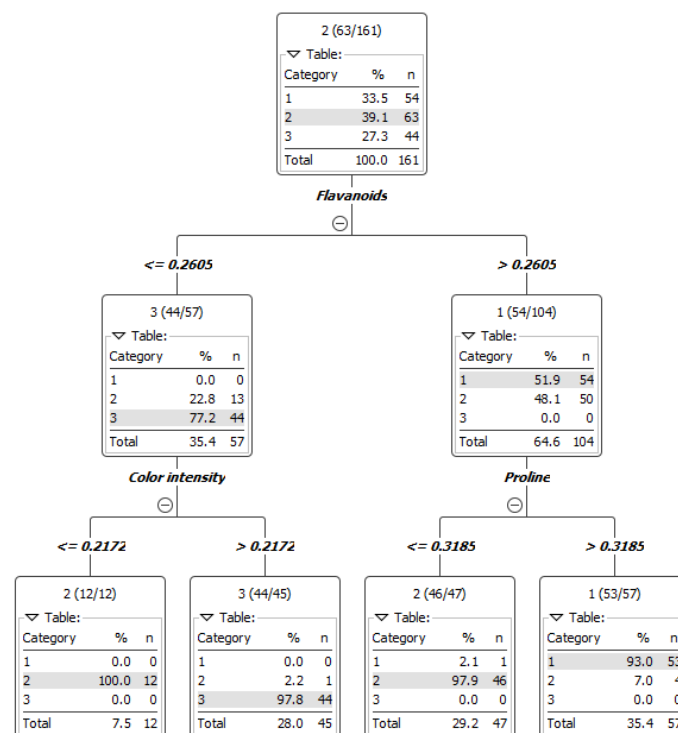 2 (63/161)
Table:
Category % n
1 33.5 54
2 39.1 63
3 27.3 44
Total 100.0 161
Flavanoids
<= 0.2605
> 0.2605
3 (44/57)
Table:
Category % n
1 0.0 0
2 22.8 13
3 77.2 44
Total 35.4 57
1 (54/104)
Table:
Category % n
1 51.9 54
2 48.1 50
3 0.0 0
Total 64.6 104
Color intensity
Proline
<= 0.2172
> 0.2172
<= 0.3185
> 0.3185
2 (12/12)
Table:
Category % n
1 0.0 0
2 100.0 12
3 0.0 0
Total 7.5 12
3 (44/45)
Table:
Category % n
1 0.0 0
2 2.2 1
3 97.8 44
Total 28.0 45
2 (46/47)
Table:
Category % n
1 2.1 1
2 97.9 46
3 0.0 0
Total 29.2 47
1 (53/57)
Table:
Category % n
1 93.0 53
2 7.0 4
3 0.0 0
Total 35.4 57